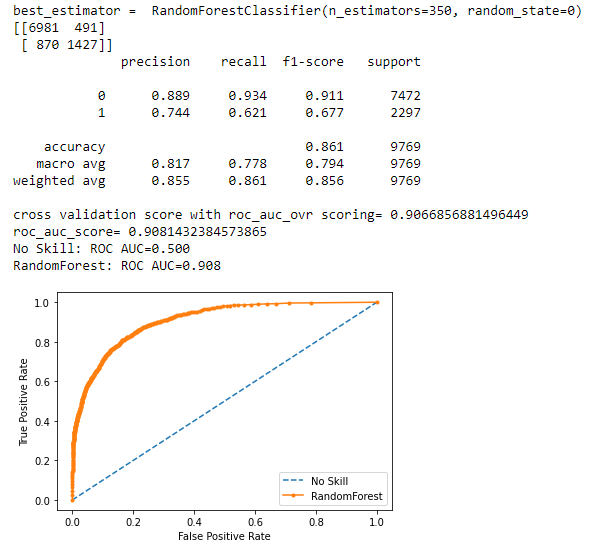 best_estimator =  RandomForestClassifier(n_estimators=350, random_state=0)
[[6981  491]
 [ 870 1427]]
              precision    recall  f1-score   support

           0      0.889     0.934     0.911      7472
           1      0.744     0.621     0.677      2297

    accuracy                          0.861      9769
   macro avg      0.817     0.778     0.794      9769
weighted avg      0.855     0.861     0.856      9769

cross validation score with roc_auc_ovr scoring= 0.9066856881496449
roc_auc_score= 0.9081432384573865
No Skill: ROC AUC=0.500
RandomForest: ROC AUC=0.908
1.0
0.8
0.6
0.4
0.2
0.0
True Positive Rate
No Skill
RandomForest
0.0 0.2 0.4 0.6 0.8 1.0
False Positive Rate